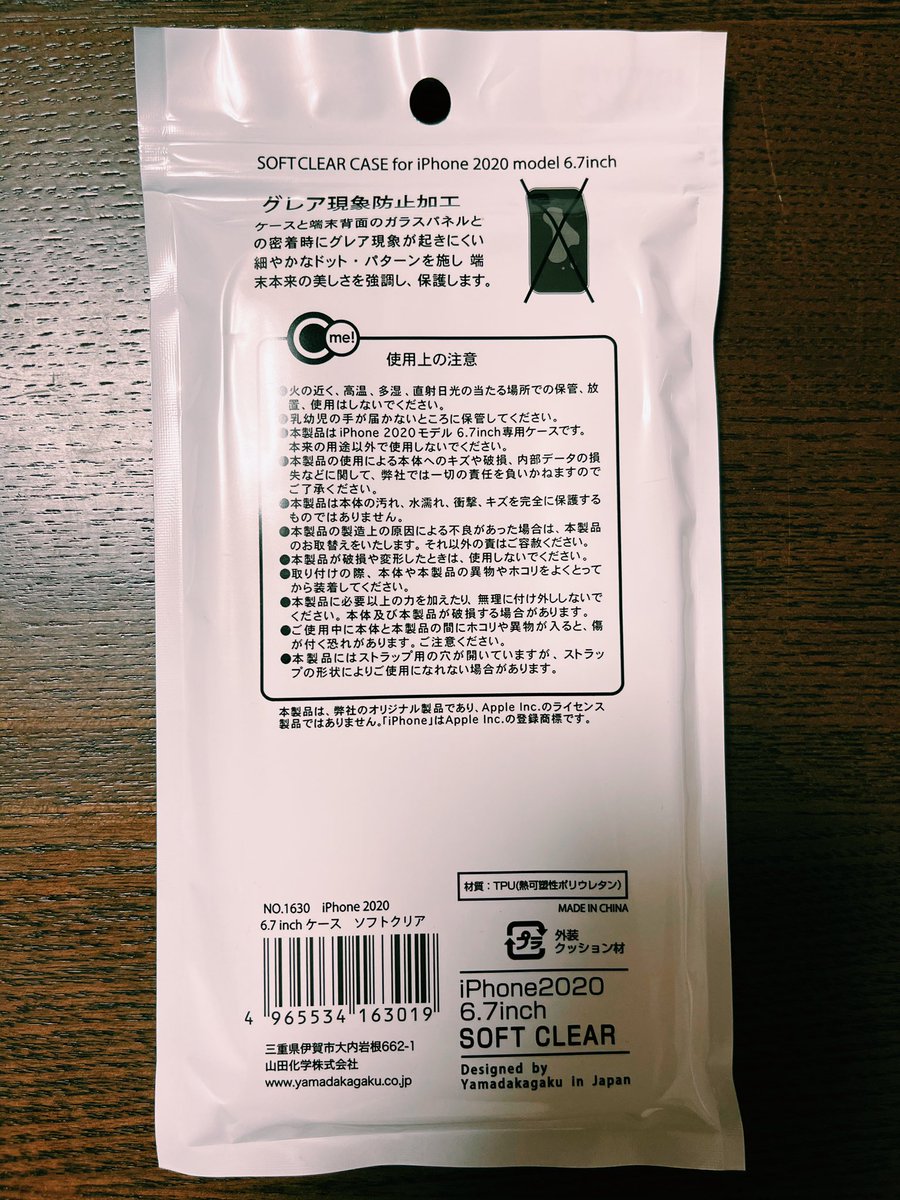 SOFT CLEAR CASE for iPhone 2020 model 6.7inch
グレア現象防止加工
ケースと端末背面のガラスパネルと
の密着時にグレア現象が起きにくい
細やかなドット・パターンを施し 端
末本来の美しさを強調し、保護します。
me!
使用上の注意
●火の近く、高温、多湿、直射日光の当たる場所での保管、放
置、使用はしないでください。
●乳幼児の手が届かないところに保管してください。
●本製品はiPhone 2020モデル 6.7inch専用ケースです。
本来の用途以外で使用しないでください。
●本製品の使用による本体へのキズや破損、内部データの損
失などに関して、弊社では一切の責任を負いかねますので
ご了承ください。
●本製品は本体の汚れ、水濡れ、衝撃、キズを完全に保護する
ものではありません。
●本製品の製造上の原因による不良があった場合は、本製品
のお取替えをいたします。それ以外の責はご容赦ください。
●本製品が破損や変形したときは、使用しないでください。
●取り付けの際、本体や本製品の異物やホコリをよくとって
から装着してください。
●本製品に必要以上の力を加えたり、無理に付け外ししないで
ください。本体及び本製品が破損する場合があります。
●ご使用中に本体と本製品の間にホコリや異物が入ると、傷
が付く恐れがあります。ご注意ください。
●本製品にはストラップ用の穴が開いていますが、ストラッ
プの形状によりご使用になれない場合があります。
本製品は、弊社のオリジナル製品であり、Apple Inc.のライセンス
製品ではありません。「iPhone」はApple Inc.の登録商標です。
材質：TPU(熱可塑性ポリウレタン)
MADE IN CHINA
NO.1630 iPhone 2020
6.7 inch ケース ソフトクリア
プラ
外装
クッション材
4 965534 163019
iPhone2020
6.7inch
SOFT CLEAR
三重県伊賀市大内岩根662-1
山田化学株式会社
www.yamadakagaku.co.jp
Designed by
Yamadakagaku in Japan